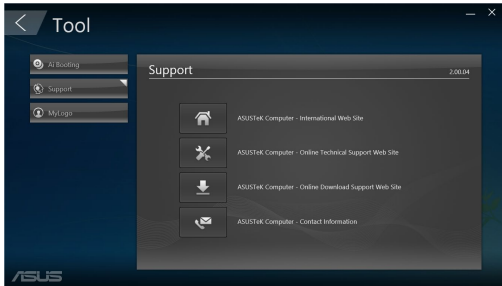 Tool
Ai Booting
Support
MyLogo
Support
2.00.04
ASUSTeK Computer - International Web Site
ASUSTeK Computer - Online Technical Support Web Site
ASUSTeK Computer - Online Download Support Web Site
ASUSTeK Computer - Contact Information
ASUS